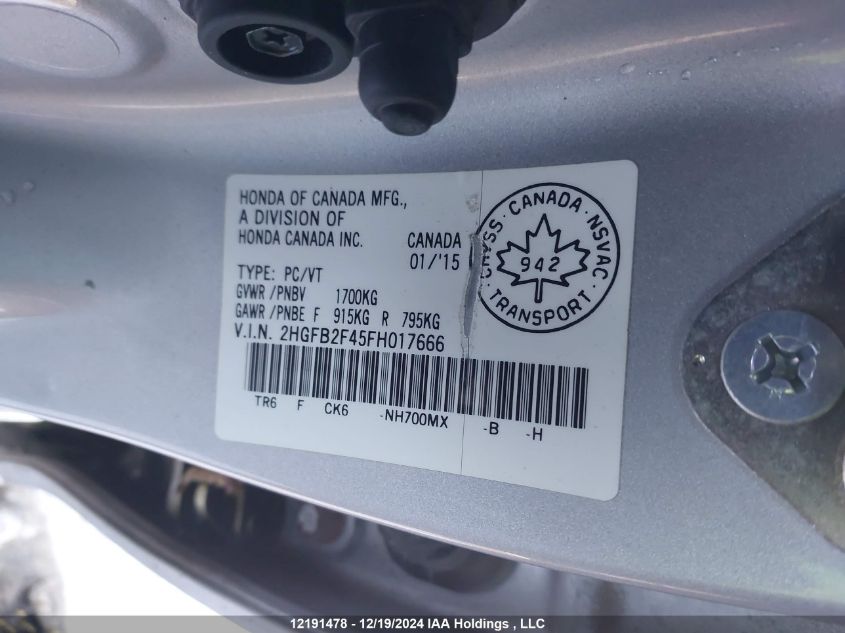 HONDA OF CANADA MFG.,
A DIVISION OF
HONDA CANADA INC.
CANADA
01/'15
TYPE: PC/VT
GVWR/PNBV 1700KG
GAWR/PNBE F 915KG R 795KG
V.I.N. 2HGFB2F45FH017666
TR6 F CK6 -NH700MX -B -H
CMVSS · CANADA · NSVAC
942
· TRANSPORT ·
12191478 - 12/19/2024 IAA Holdings , LLC